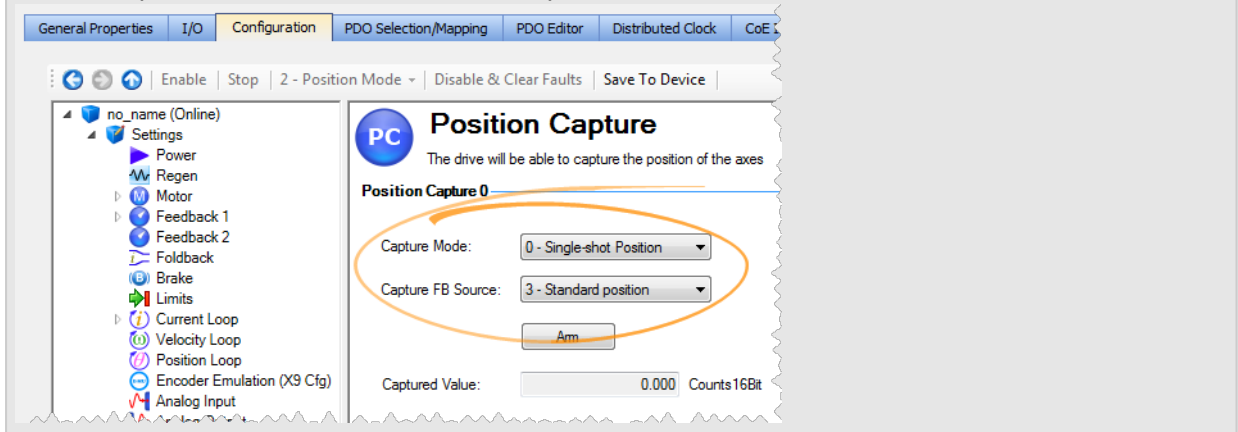 General Properties I/O Configuration PDO Selection/Mapping PDO Editor Distributed Clock CoE
Enable Stop 2 - Position Mode Disable & Clear Faults Save To Device
no_name (Online)
Settings
Power
Regen
Motor
Feedback 1
Feedback 2
Foldback
Brake
Limits
Current Loop
Velocity Loop
Position Loop
Encoder Emulation (X9 Cfg)
Analog Input
PC Position Capture
The drive will be able to capture the position of the axes
Position Capture 0
Capture Mode: 0 - Single-shot Position
Capture FB Source: 3 - Standard position
Arm
Captured Value: 0.000 Counts16Bit